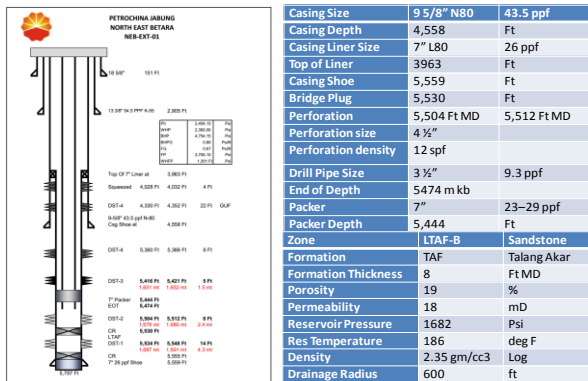 PETROCHINA JABUNG
NORTH EAST BETARA
NEB-EXT-01
18 5/8" 151 Ft
13 3/8" 54.5 PPF K-55 2,905 Ft
WHP
BHP
FG
FP
WHFP
Top Of 7" Liner at 3,963 Ft
Squeezed 4,028 Ft 4,032 Ft 4 Ft
DST-4 4,330 Ft 4,352 Ft 22 Ft GUF
9-5/8" 43.5 ppf N-80
Csg Shoe at 4,558 Ft
DST-4 5,360 Ft 5,366 Ft 6 Ft
DST-3 5,416 Ft 5,421 Ft 5 Ft
1,651 mt 1,652 mt 1.5 mt
7" Packer 5,444 Ft
EOT 5,474 Ft
DST-2 5,504 Ft 5,512 Ft 8 Ft
1,678 mt 1,680 mt 2.4 mt
CR 5,530 Ft
LTAF
DST-1 5,534 Ft 5,548 Ft 14 Ft
1,687 mt 1,691 mt 4.3 mt
CR 5,555 Ft
7" 26 ppf Shoe 5,559 Ft
Casing Size 9 5/8" N80 43.5 ppf
Casing Depth 4,558 Ft
Casing Liner Size 7" L80 26 ppf
Top of Liner 3963 Ft
Casing Shoe 5,559 Ft
Bridge Plug 5,530 Ft
Perforation 5,504 Ft MD 5,512 Ft MD
Perforation size 4 ½"
Perforation density 12 spf
Drill Pipe Size 3 ½" 9.3 ppf
End of Depth 5474 m kb
Packer 7" 23–29 ppf
Packer Depth 5,444 Ft
Zone LTAF-B Sandstone
Formation TAF Talang Akar
Formation Thickness 8 Ft MD
Porosity 19 %
Permeability 18 mD
Reservoir Pressure 1682 Psi
Res Temperature 186 deg F
Density 2.35 gm/cc3 Log
Drainage Radius 600 ft